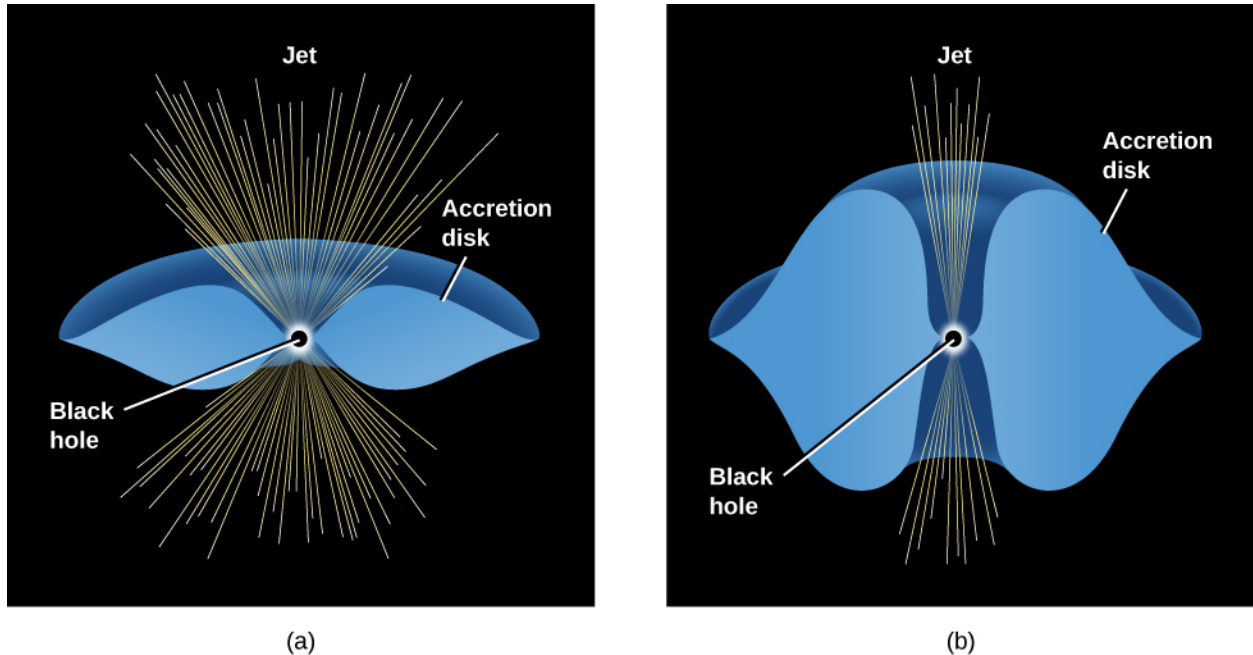 Jet
Accretion
disk
Black
hole
(a)
Jet
Accretion
disk
Black
hole
(b)